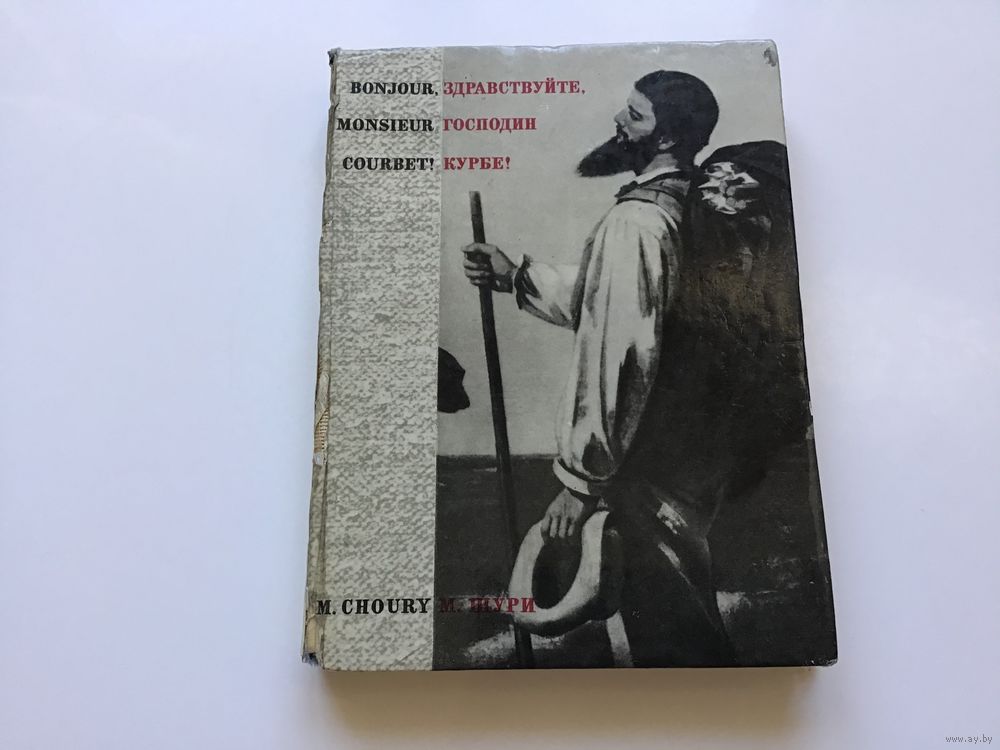 BONJOUR, ЗДРАВСТВУЙТЕ,
MONSIEUR ГОСПОДИН
COURBET! КУРБЕ!
M. CHOURY М. ШУРИ
www.ay.by